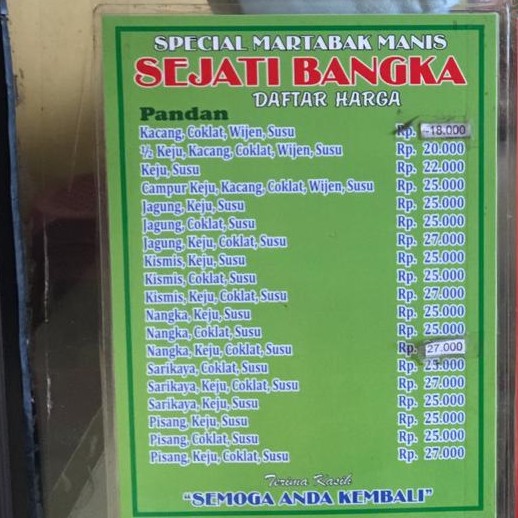 SPECIAL MARTABAK MANIS
SEJATI BANGKA
DAFTAR HARGA
Pandan
Kacang, Coklat, Wijen, Susu Rp. 18.000
½ Keju, Kacang, Coklat, Wijen, Susu Rp. 20.000
Keju, Susu Rp. 22.000
Campur Keju, Kacang, Coklat, Wijen, Susu Rp. 25.000
Jagung, Keju, Susu Rp. 25.000
Jagung, Coklat, Susu Rp. 25.000
Jagung, Keju, Coklat, Susu Rp. 27.000
Kismis, Keju, Susu Rp. 25.000
Kismis, Coklat, Susu Rp. 25.000
Kismis, Keju, Coklat, Susu Rp. 27.000
Nangka, Keju, Susu Rp. 25.000
Nangka, Coklat, Susu Rp. 25.000
Nangka, Keju, Coklat, Susu Rp. 27.000
Sarikaya, Coklat, Susu Rp. 25.000
Sarikaya, Keju, Coklat, Susu Rp. 27.000
Sarikaya, Keju, Susu Rp. 25.000
Pisang, Keju, Susu Rp. 25.000
Pisang, Coklat, Susu Rp. 25.000
Pisang, Keju, Coklat, Susu Rp. 27.000
Terima Kasih
"SEMOGA ANDA KEMBALI"